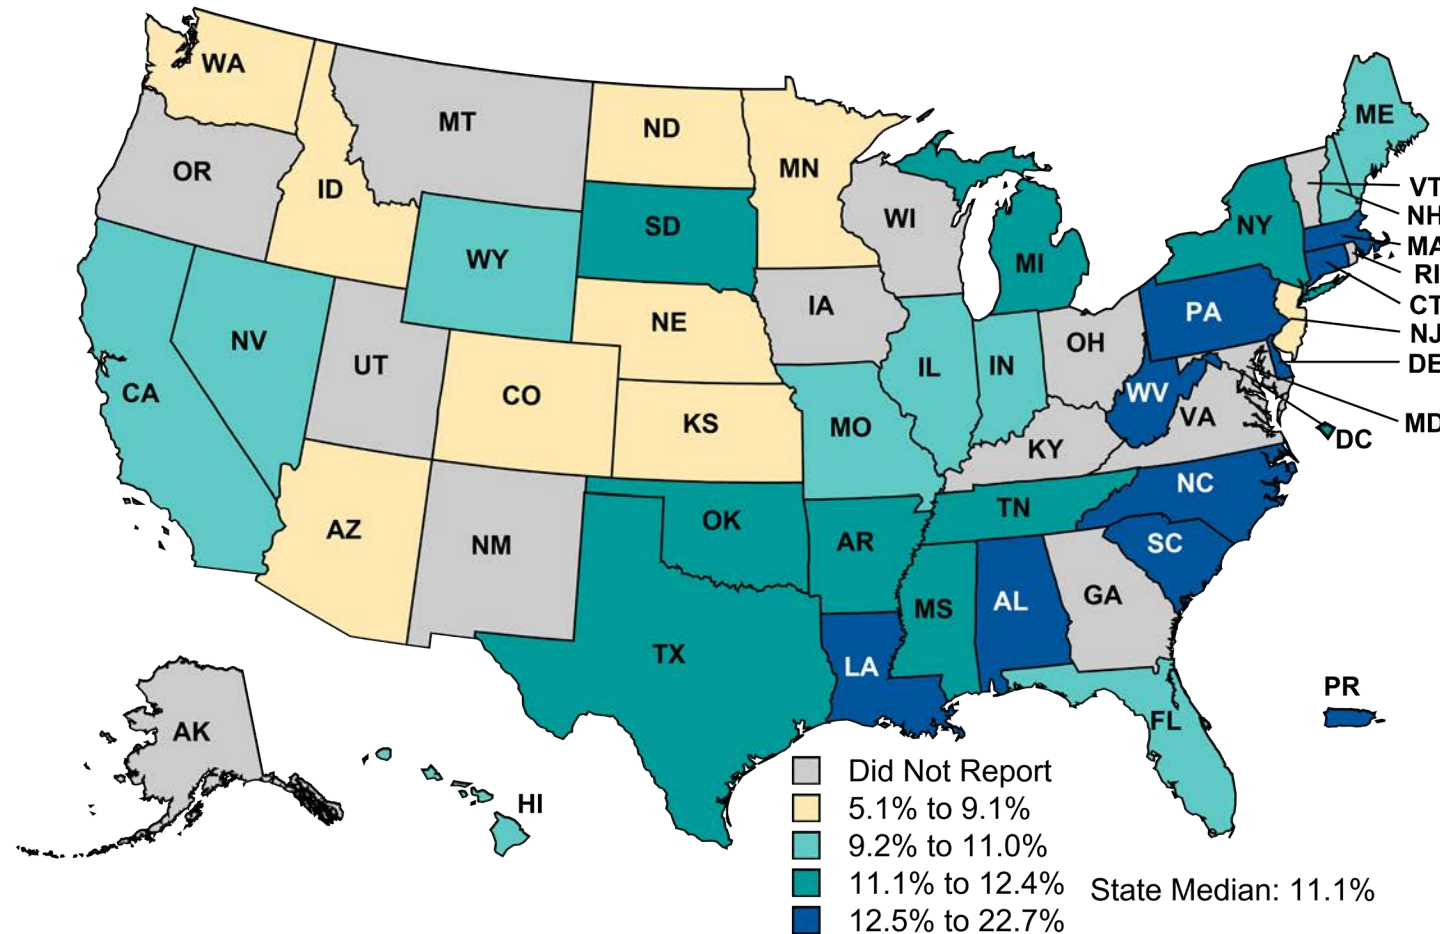 WA
MT
ND
MN
ME
OR
ID
SD
WI
MI
NY
VT
NH
MA
RI
CT
NJ
DE
MD
DC
WY
NE
IA
PA
NV
UT
CO
KS
IL
IN
OH
WV
VA
CA
MO
KY
NC
AZ
NM
OK
AR
TN
SC
TX
LA
MS
AL
GA
FL
PR
AK
HI
Did Not Report
5.1% to 9.1%
9.2% to 11.0%
11.1% to 12.4%
12.5% to 22.7%
State Median: 11.1%